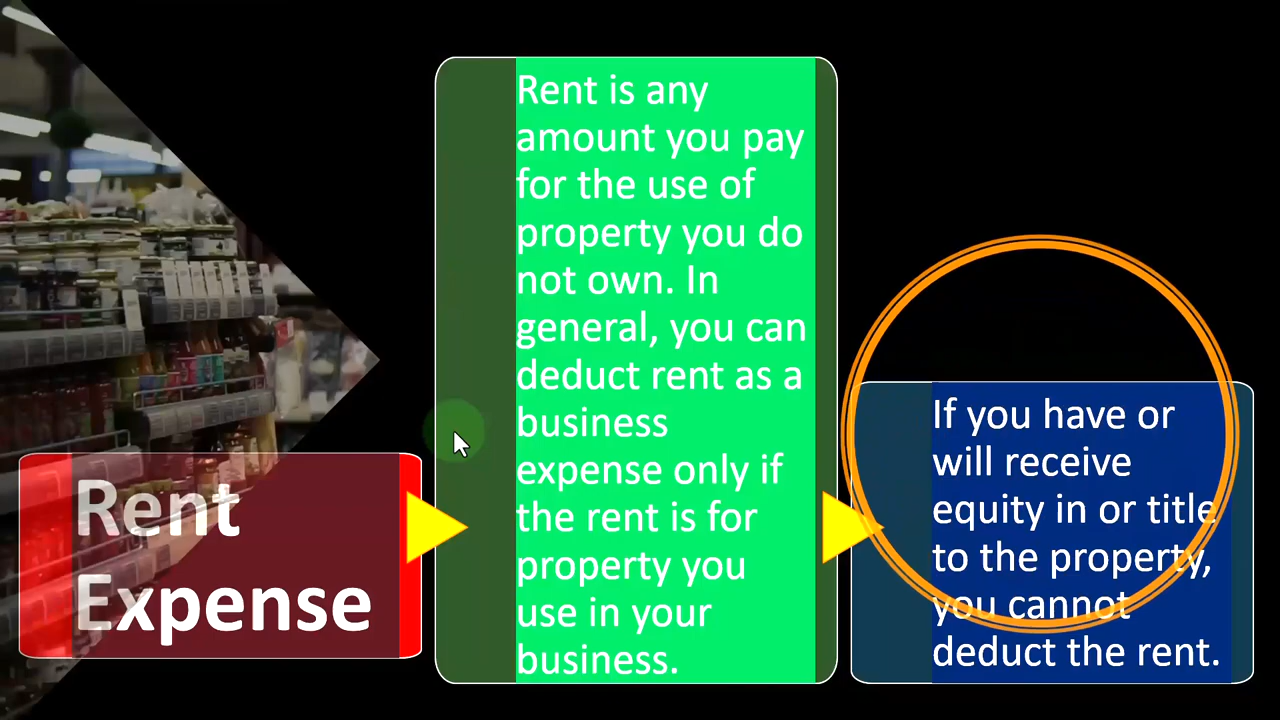 Rent
Expense
Rent is any
amount you pay
for the use of
property you do
not own. In
general, you can
deduct rent as a
business
expense only if
the rent is for
property you
use in your
business.
If you have or
will receive
equity in or title
to the property,
you cannot
deduct the rent.